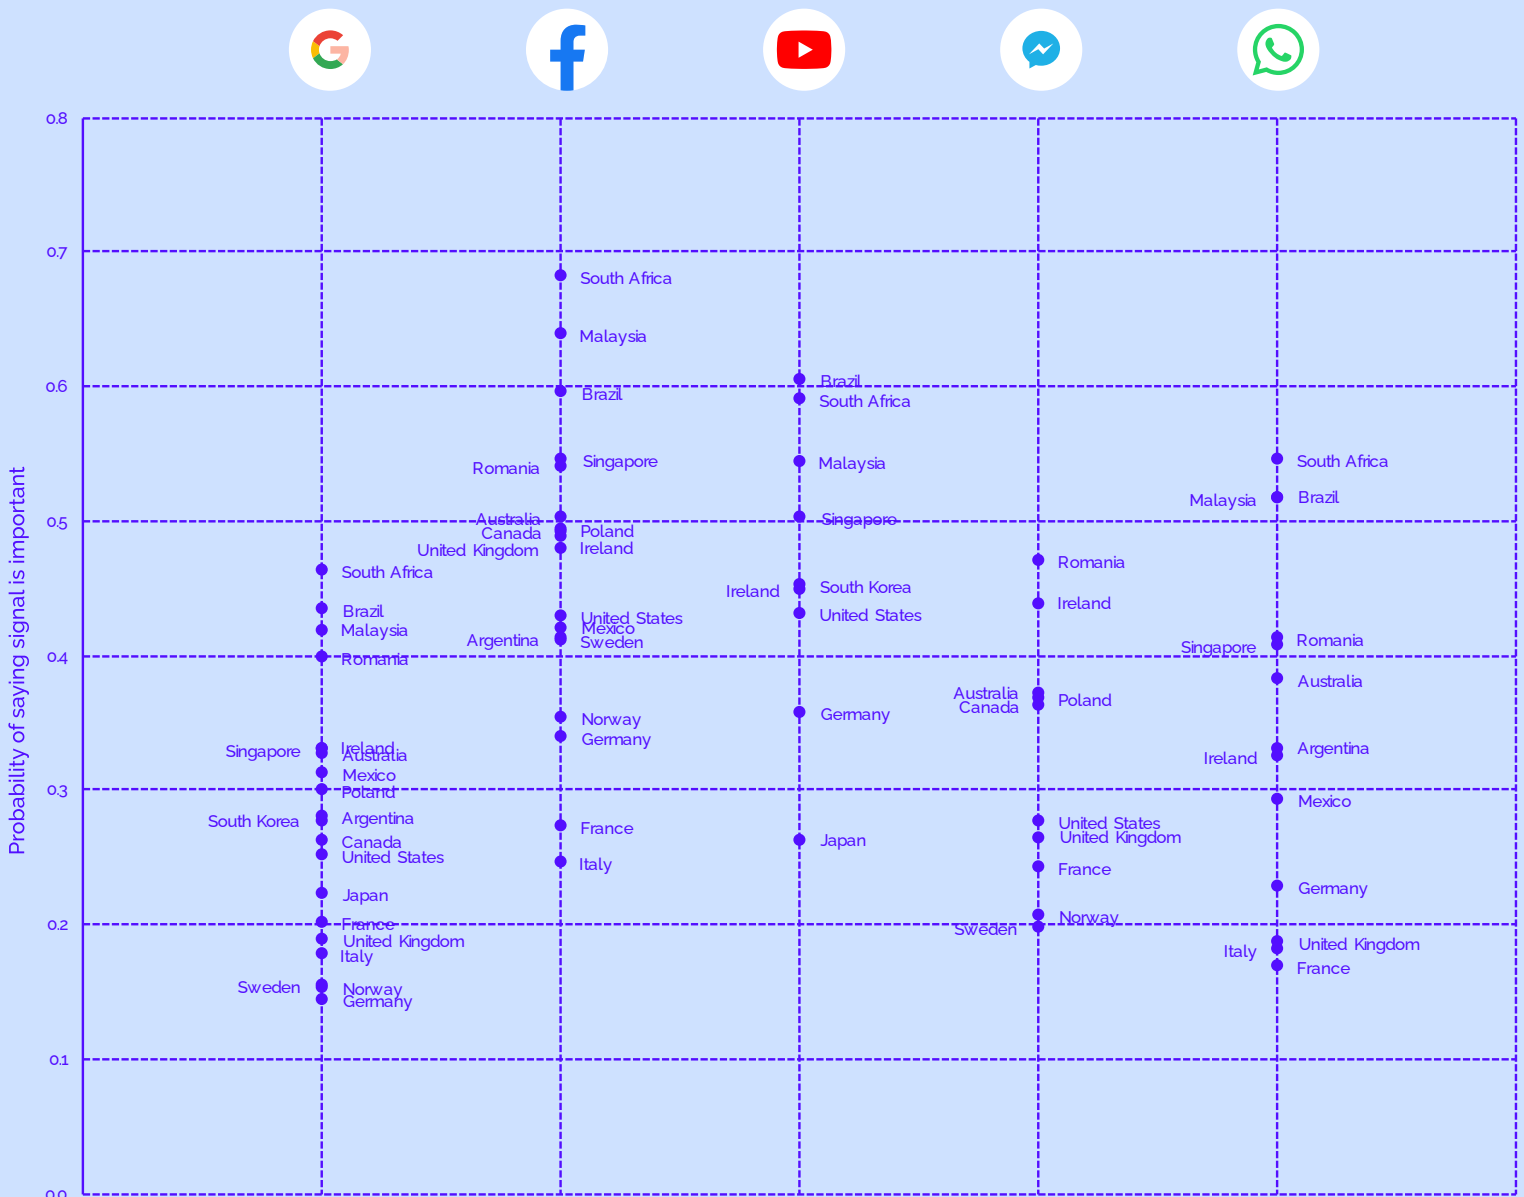 0.8
0.7
South Africa
Malaysia
0.6
Brazil
Brazil
South Africa
Romania
Singapore
Malaysia
South Africa
Malaysia
Brazil
0.5
Australia
Singapore
Canada
Poland
United Kingdom
Ireland
South Africa
Romania
Brazil
Ireland
South Korea
Ireland
Malaysia
United States
United States
Mexico
Argentina
Sweden
Singapore
Romania
0.4
Romania
Australia
Australia
Poland
Canada
Norway
Germany
Germany
Singapore
Ireland
Australia
Argentina
Ireland
Mexico
0.3
Poland
Mexico
South Korea
Argentina
France
United States
Canada
Japan
United Kingdom
United States
Italy
France
Japan
Germany
0.2
France
Norway
Sweden
United Kingdom
United Kingdom
Italy
Italy
France
Sweden
Norway
Germany
0.1
0.0
Probability of saying signal is important